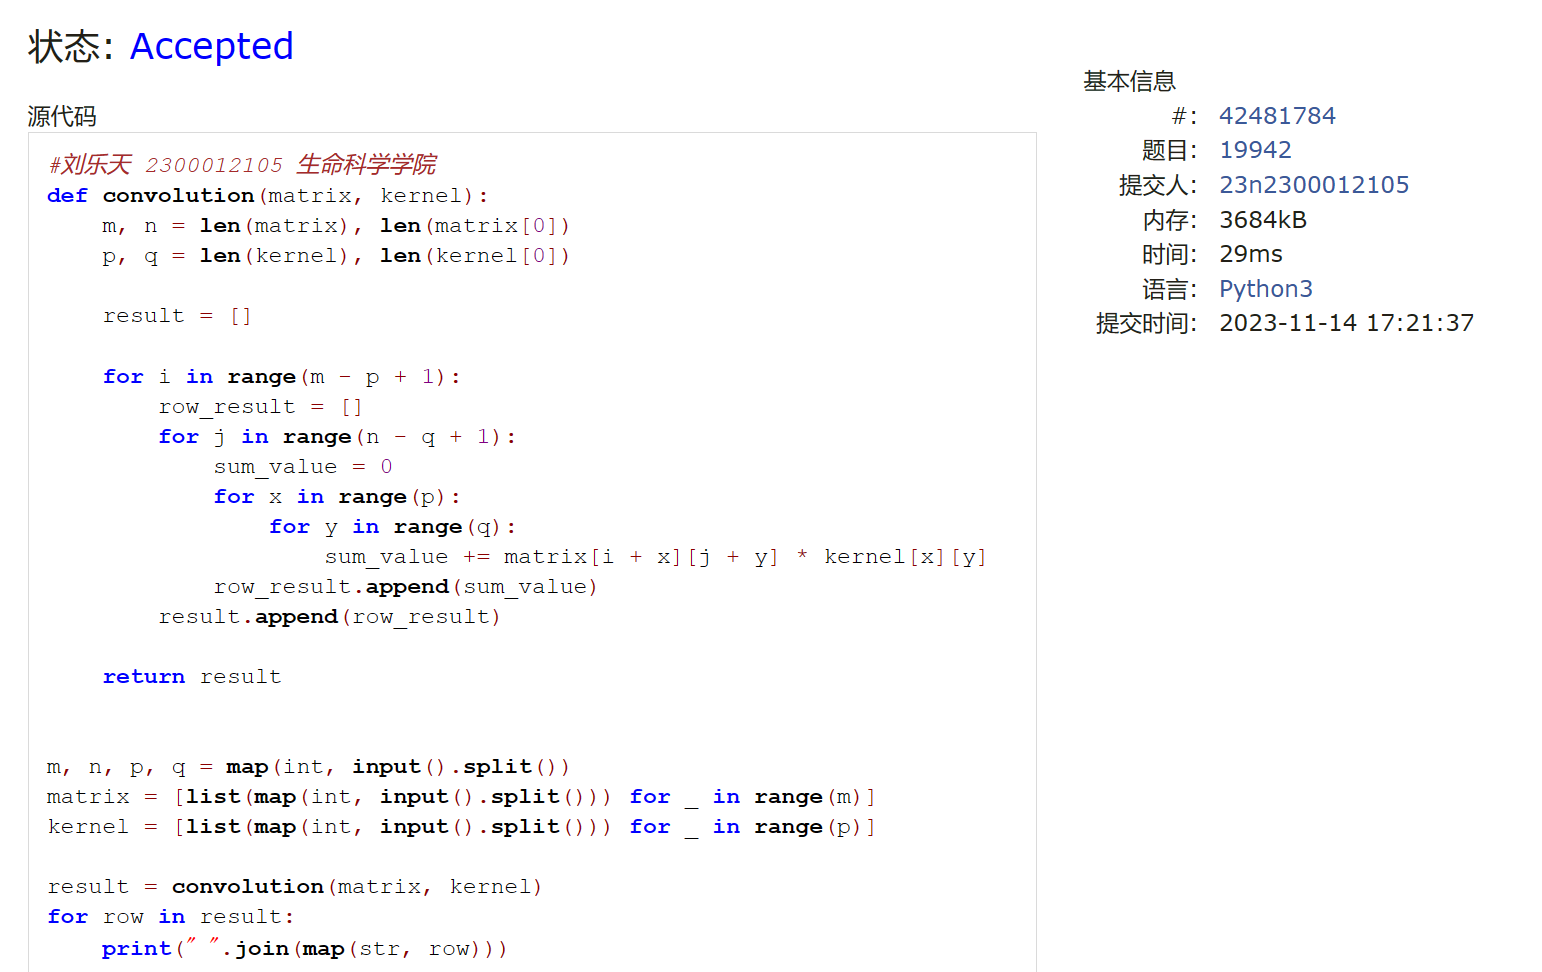 状态: Accepted
源代码
#刘乐天 2300012105 生命科学学院
def convolution(matrix, kernel):
    m, n = len(matrix), len(matrix[0])
    p, q = len(kernel), len(kernel[0])
    result = []
    for i in range(m - p + 1):
        row_result = []
        for j in range(n - q + 1):
            sum_value = 0
            for x in range(p):
                for y in range(q):
                    sum_value += matrix[i + x][j + y] * kernel[x][y]
            row_result.append(sum_value)
        result.append(row_result)
    return result
m, n, p, q = map(int, input().split())
matrix = [list(map(int, input().split())) for _ in range(m)]
kernel = [list(map(int, input().split())) for _ in range(p)]
result = convolution(matrix, kernel)
for row in result:
    print(" ".join(map(str, row)))
基本信息
#: 42481784
题目: 19942
提交人: 23n2300012105
内存: 3684kB
时间: 29ms
语言: Python3
提交时间: 2023-11-14 17:21:37